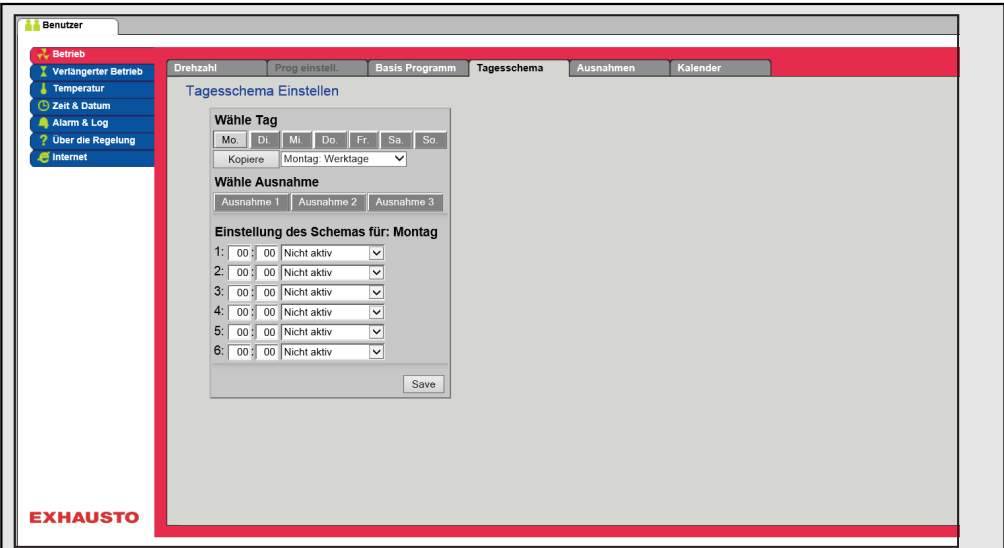 Benutzer
Betrieb
Verlängerter Betrieb
Temperatur
Zeit & Datum
Alarm & Log
Über die Regelung
Internet
EXHAUSTO
Drehzahl Prog einstell. Basis Programm Tagesschema Ausnahmen Kalender
Tagesschema Einstellen
Wähle Tag
Mo. Di. Mi. Do. Fr. Sa. So.
Kopiere Montag: Werktage
Wähle Ausnahme
Ausnahme 1 Ausnahme 2 Ausnahme 3
Einstellung des Schemas für: Montag
1: 00 : 00 Nicht aktiv
2: 00 : 00 Nicht aktiv
3: 00 : 00 Nicht aktiv
4: 00 : 00 Nicht aktiv
5: 00 : 00 Nicht aktiv
6: 00 : 00 Nicht aktiv
Save